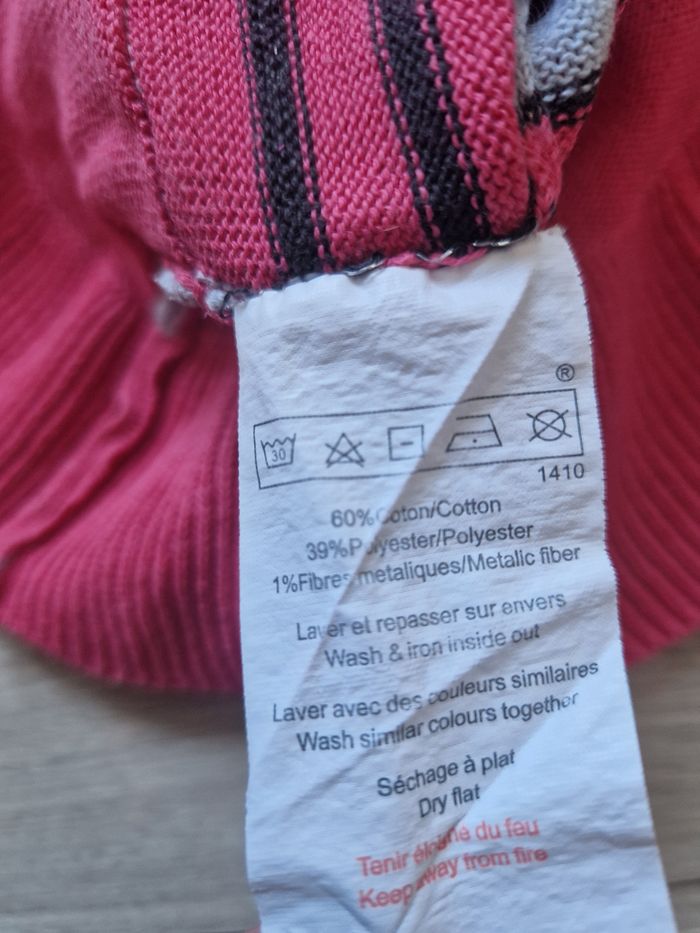 ®
30
1410
60%Coton/Cotton
39%Polyester/Polyester
1%Fibres metaliques/Metalic fiber
Laver et repasser sur envers
Wash & iron inside out
Laver avec des couleurs similaires
Wash similar colours together
Séchage à plat
Dry flat
Tenir éloigné du feu
Keep away from fire